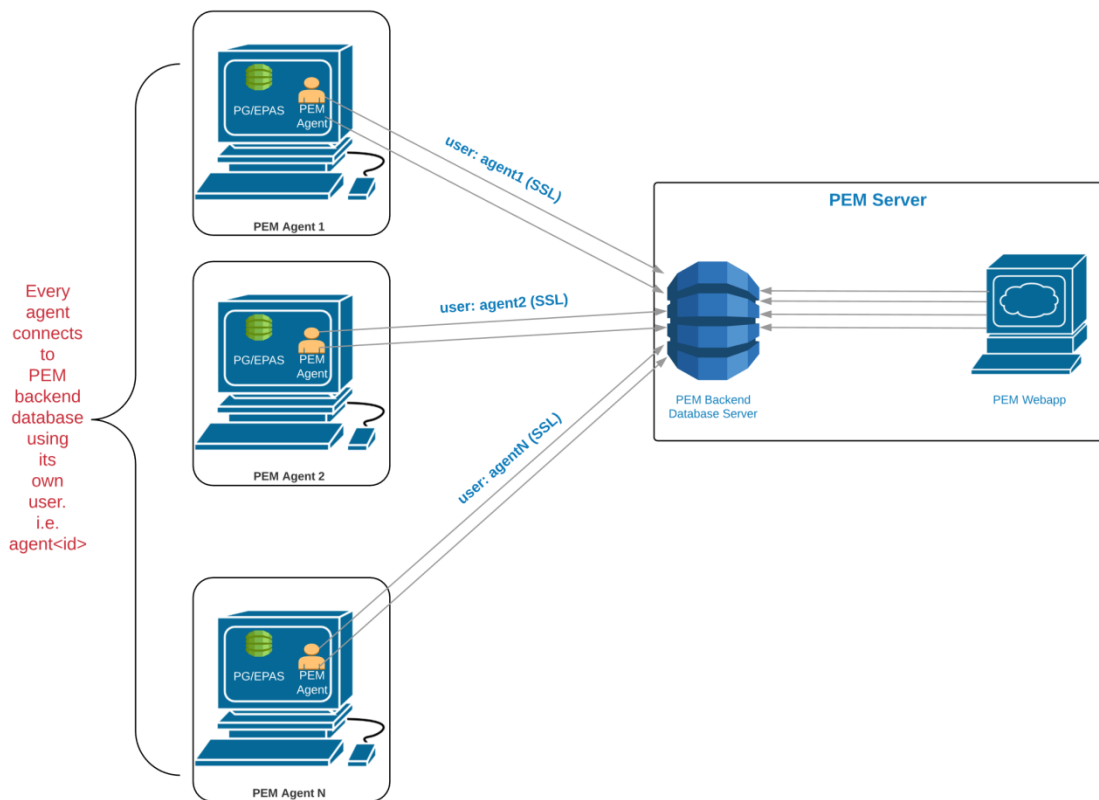 Every
agent
connects
to
PEM
backend
database
using
its
own
user.
i.e.
agent<id>
PG/EPAS
PEM
Agent
PEM Agent 1
user: agent1 (SSL)
PG/EPAS
PEM
Agent
PEM Agent 2
user: agent2 (SSL)
PG/EPAS
PEM
Agent
PEM Agent N
user: agentN (SSL)
PEM Server
PEM Backend
Database Server
PEM Webapp